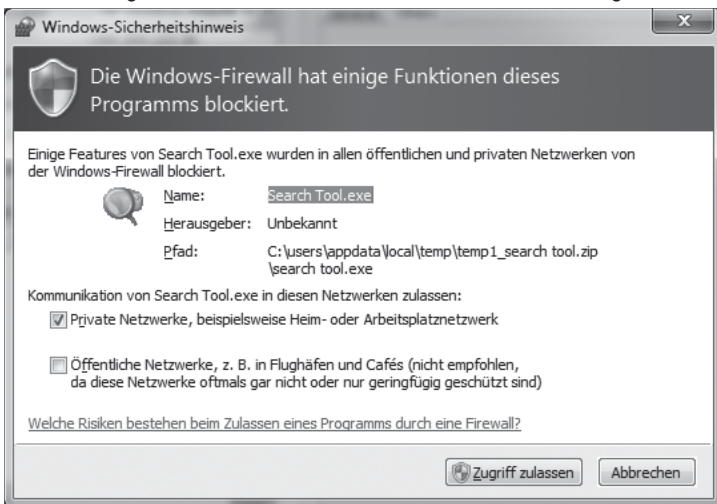 Windows-Sicherheitshinweis
Die Windows-Firewall hat einige Funktionen dieses
Programms blockiert.
Einige Features von Search Tool.exe wurden in allen öffentlichen und privaten Netzwerken von
der Windows-Firewall blockiert.
Name: Search Tool.exe
Herausgeber: Unbekannt
Pfad: C:\users\appdata\local\temp\temp1_search tool.zip
\search tool.exe
Kommunikation von Search Tool.exe in diesen Netzwerken zulassen:
Private Netzwerke, beispielsweise Heim- oder Arbeitsplatznetzwerk
Öffentliche Netzwerke, z. B. in Flughäfen und Cafés (nicht empfohlen,
da diese Netzwerke oftmals gar nicht oder nur geringfügig geschützt sind)
Welche Risiken bestehen beim Zulassen eines Programms durch eine Firewall?
Zugriff zulassen Abbrechen